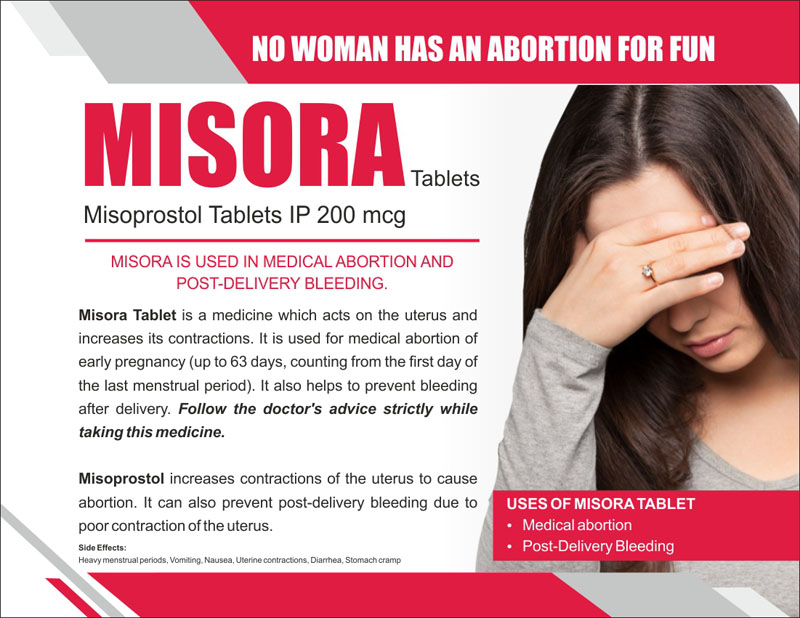 NO WOMAN HAS AN ABORTION FOR FUN
MISORA Tablets
Misoprostol Tablets IP 200 mcg
MISORA IS USED IN MEDICAL ABORTION AND
POST-DELIVERY BLEEDING.
Misora Tablet is a medicine which acts on the uterus and
increases its contractions. It is used for medical abortion of
early pregnancy (up to 63 days, counting from the first day of
the last menstrual period). It also helps to prevent bleeding
after delivery. Follow the doctor's advice strictly while
taking this medicine.
Misoprostol increases contractions of the uterus to cause
abortion. It can also prevent post-delivery bleeding due to
poor contraction of the uterus.
Side Effects:
Heavy menstrual periods, Vomiting, Nausea, Uterine contractions, Diarrhea, Stomach cramp
USES OF MISORA TABLET
• Medical abortion
• Post-Delivery Bleeding